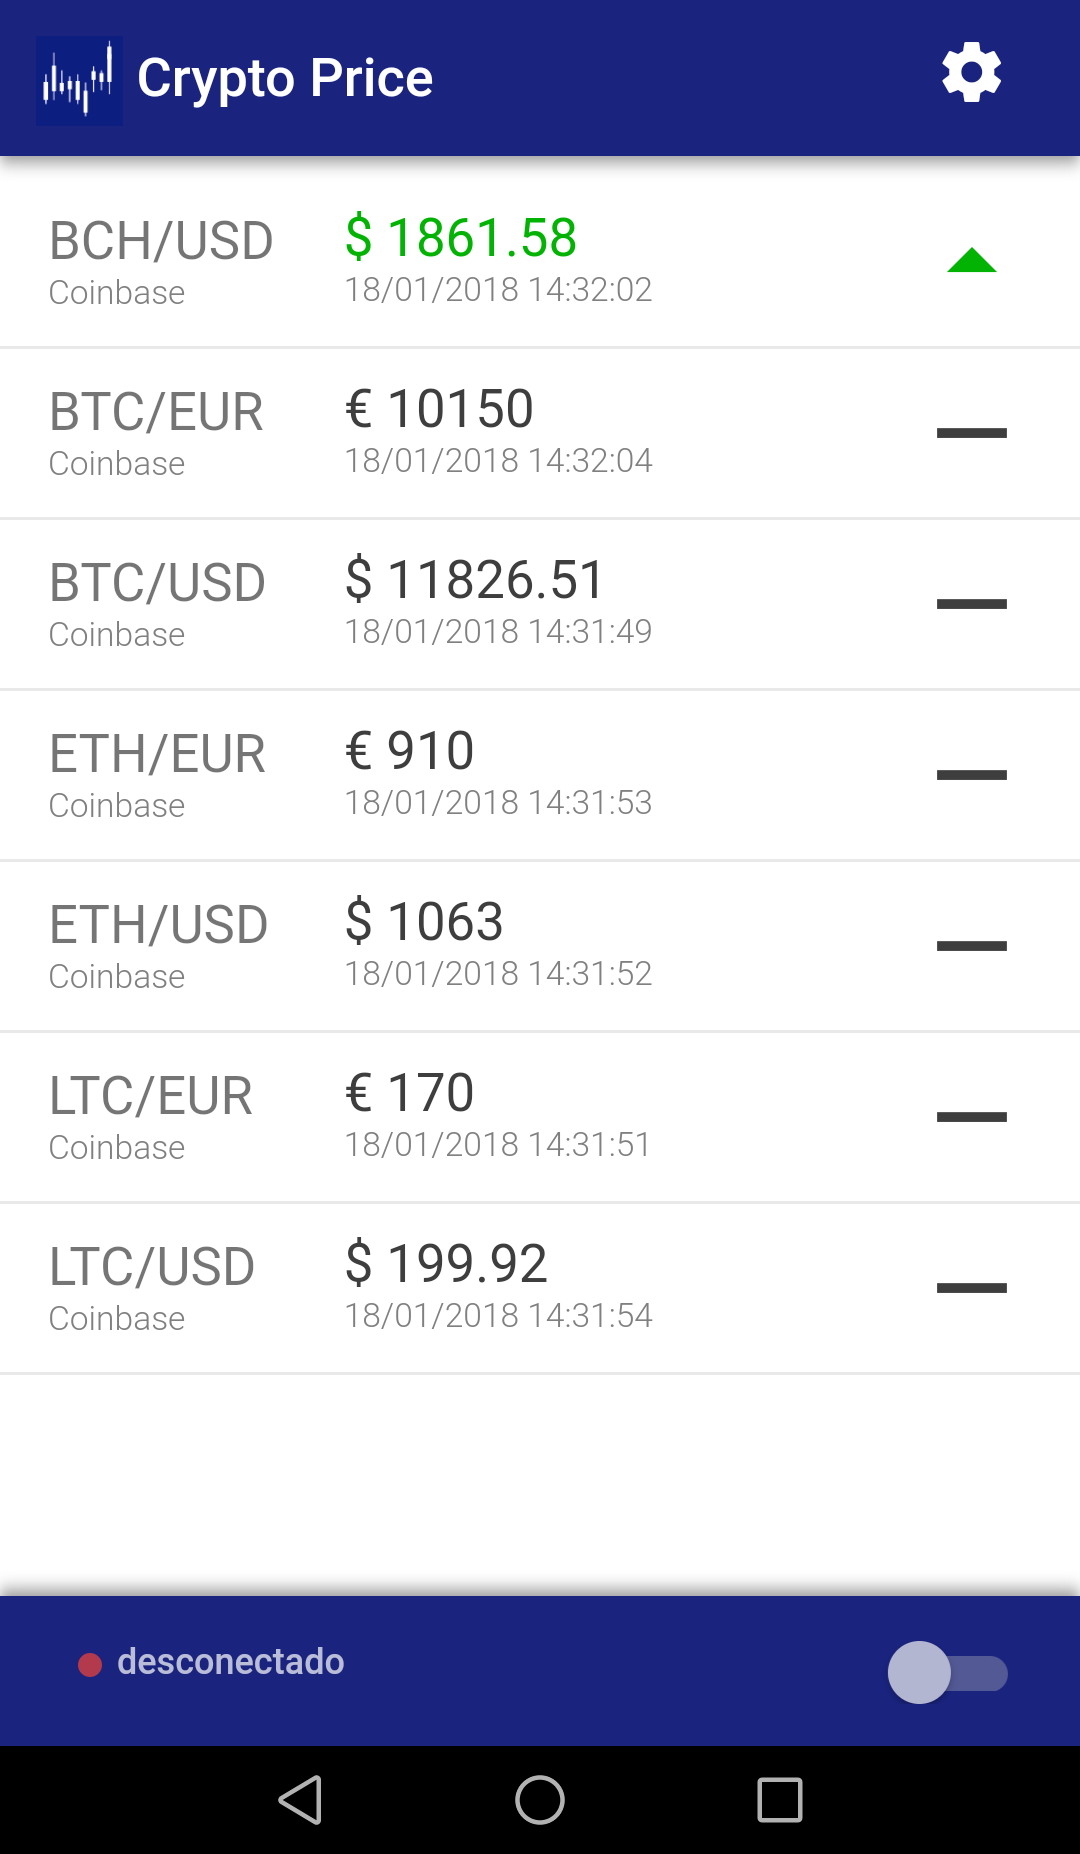 Crypto Price
BCH/USD $ 1861.58
Coinbase 18/01/2018 14:32:02
BTC/EUR € 10150
Coinbase 18/01/2018 14:32:04
BTC/USD $ 11826.51
Coinbase 18/01/2018 14:31:49
ETH/EUR € 910
Coinbase 18/01/2018 14:31:53
ETH/USD $ 1063
Coinbase 18/01/2018 14:31:52
LTC/EUR € 170
Coinbase 18/01/2018 14:31:51
LTC/USD $ 199.92
Coinbase 18/01/2018 14:31:54
desconectado